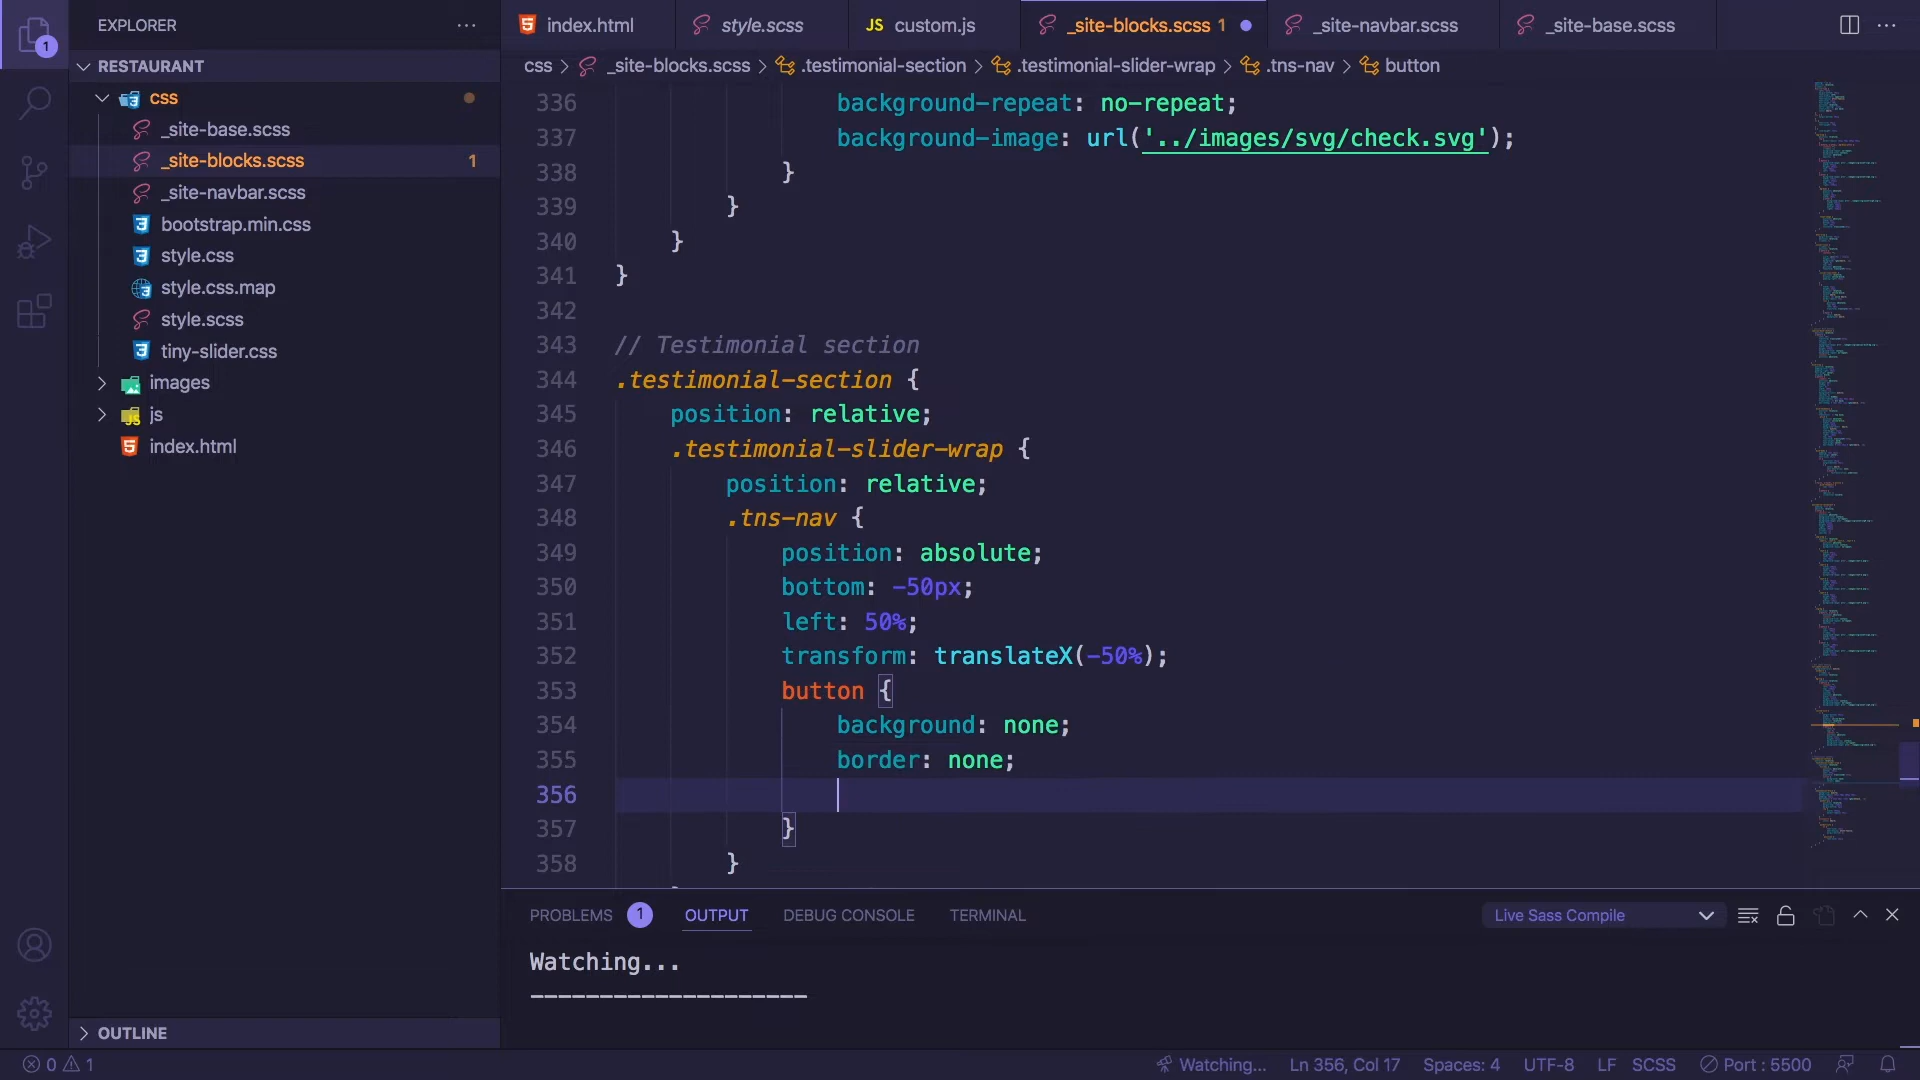 EXPLORER
index.html
style.scss
JS custom.js
_site-blocks.scss 1
_site-navbar.scss
_site-base.scss
1
RESTAURANT
css > _site-blocks.scss > .testimonial-section > .testimonial-slider-wrap > .tns-nav > button
css
_site-base.scss
_site-blocks.scss 1
_site-navbar.scss
bootstrap.min.css
style.css
style.css.map
style.scss
tiny-slider.css
images
js
index.html
336 background-repeat: no-repeat;
337 background-image: url('../images/svg/check.svg');
338 }
339 }
340 }
341 }
342
343 // Testimonial section
344 .testimonial-section {
345 position: relative;
346 .testimonial-slider-wrap {
347 position: relative;
348 .tns-nav {
349 position: absolute;
350 bottom: -50px;
351 left: 50%;
352 transform: translateX(-50%);
353 button {
354 background: none;
355 border: none;
356
357 }
358 }
PROBLEMS 1 OUTPUT DEBUG CONSOLE TERMINAL
Live Sass Compile
Watching...
--------------------
OUTLINE
0 1
Watching... Ln 356, Col 17 Spaces: 4 UTF-8 LF SCSS Port : 5500